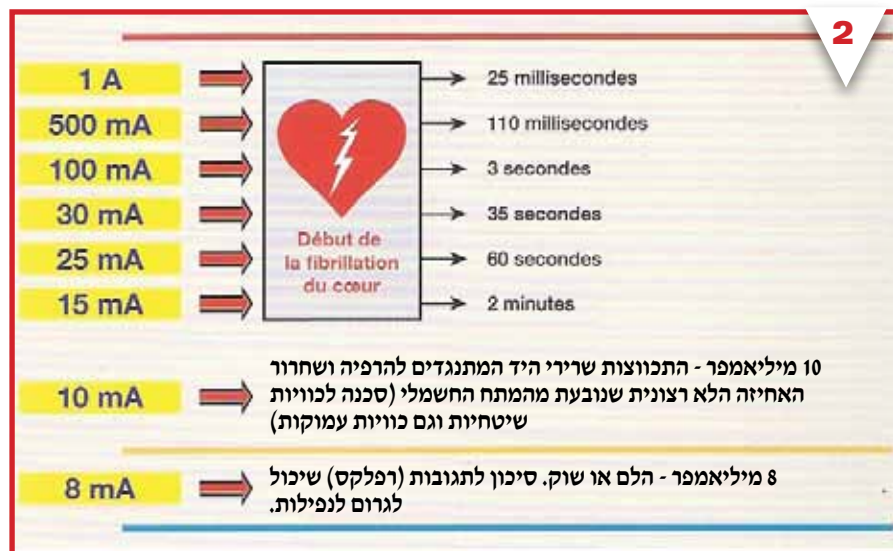 2
1 A
25 millisecondes
500 mA
110 millisecondes
100 mA
3 secondes
30 mA
35 secondes
25 mA
60 secondes
15 mA
2 minutes
Début de
la fibrillation
du cœur
10 mA
10 מיליאמפר - התכווצות שרירי היד המתנגדים להרפיה ושחרור
האחיזה הלא רצונית שנובעת מהמתח החשמלי (סכנה לכוויות
שיטחיות וגם כוויות עמוקות)
8 mA
8 מיליאמפר - הלם או שוק. סיכון לתגובות (רפלקס) שיכול
לגרום לנפילות.